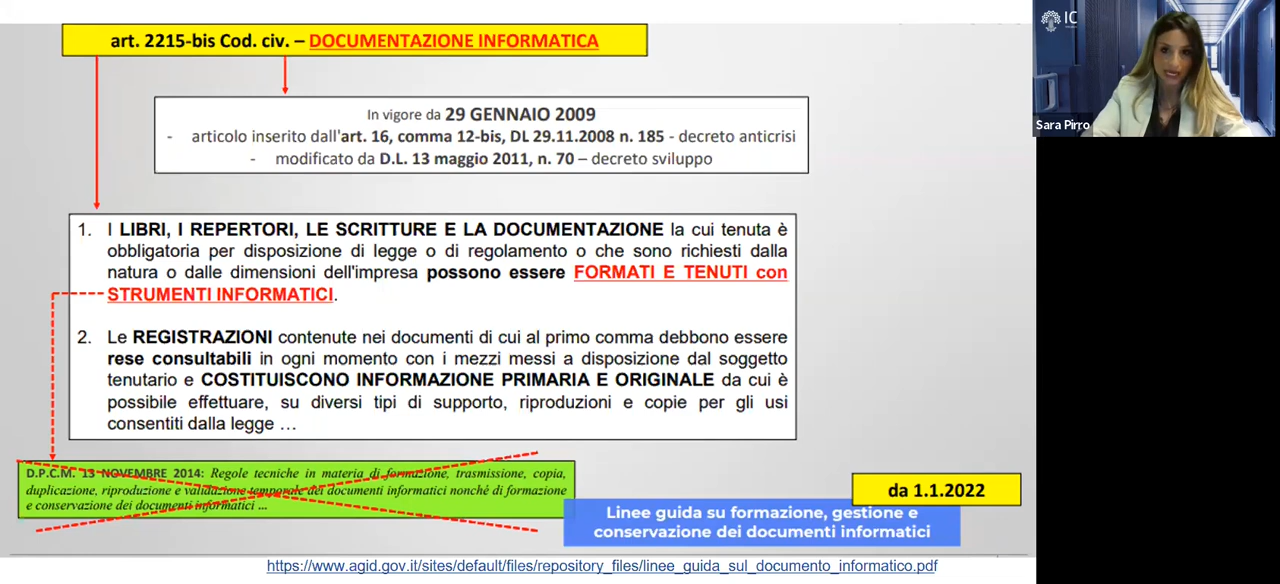 art. 2215-bis Cod. civ. – DOCUMENTAZIONE INFORMATICA
IC
Sara Pirro
In vigore da 29 GENNAIO 2009
- articolo inserito dall'art. 16, comma 12-bis, DL 29.11.2008 n. 185 - decreto anticrisi
- modificato da D.L. 13 maggio 2011, n. 70 – decreto sviluppo
1. I LIBRI, I REPERTORI, LE SCRITTURE E LA DOCUMENTAZIONE la cui tenuta è
obbligatoria per disposizione di legge o di regolamento o che sono richiesti dalla
natura o dalle dimensioni dell'impresa possono essere FORMATI E TENUTI con
STRUMENTI INFORMATICI.
2. Le REGISTRAZIONI contenute nei documenti di cui al primo comma debbono essere
rese consultabili in ogni momento con i mezzi messi a disposizione dal soggetto
tenutario e COSTITUISCONO INFORMAZIONE PRIMARIA E ORIGINALE da cui è
possibile effettuare, su diversi tipi di supporto, riproduzioni e copie per gli usi
consentiti dalla legge …
D.P.C.M. 13 NOVEMBRE 2014: Regole tecniche in materia di formazione, trasmissione, copia,
duplicazione, riproduzione e validazione temporale dei documenti informatici nonché di formazione
e conservazione dei documenti informatici ...
da 1.1.2022
Linee guida su formazione, gestione e
conservazione dei documenti informatici
https://www.agid.gov.it/sites/default/files/repository_files/linee_guida_sul_documento_informatico.pdf